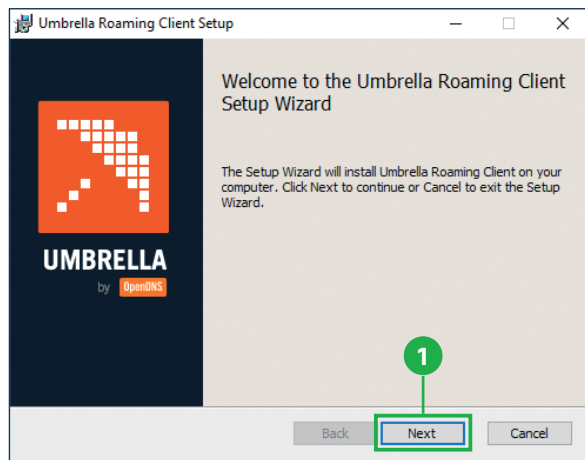 Umbrella Roaming Client Setup
Welcome to the Umbrella Roaming Client
Setup Wizard
The Setup Wizard will install Umbrella Roaming Client on your
computer. Click Next to continue or Cancel to exit the Setup
Wizard.
UMBRELLA
by OpenDNS
1
Back Next Cancel